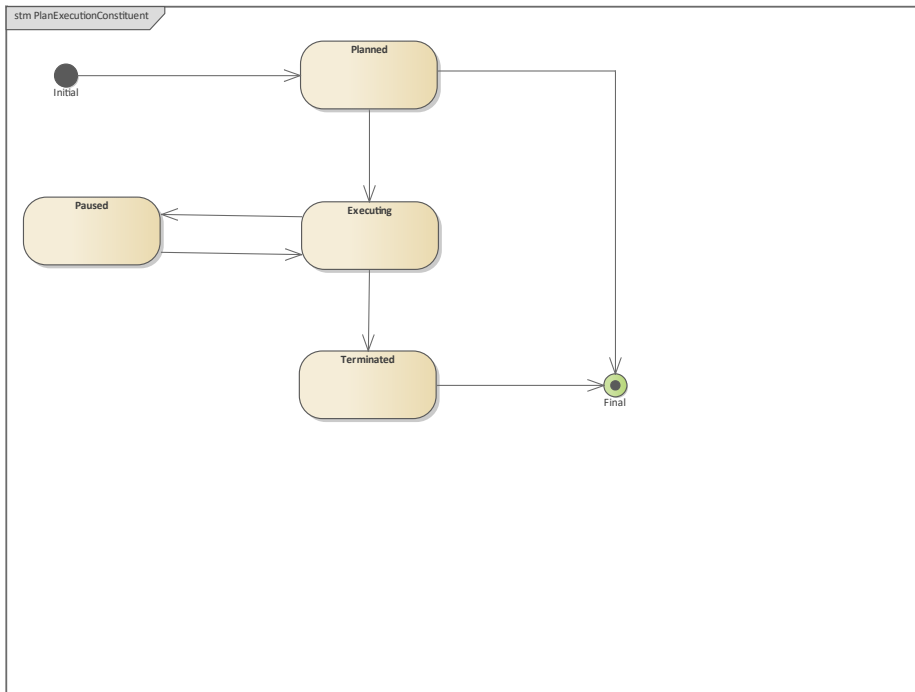 stm PlanExecutionConstituent
Planned
Initial
Paused
Executing
Terminated
Final